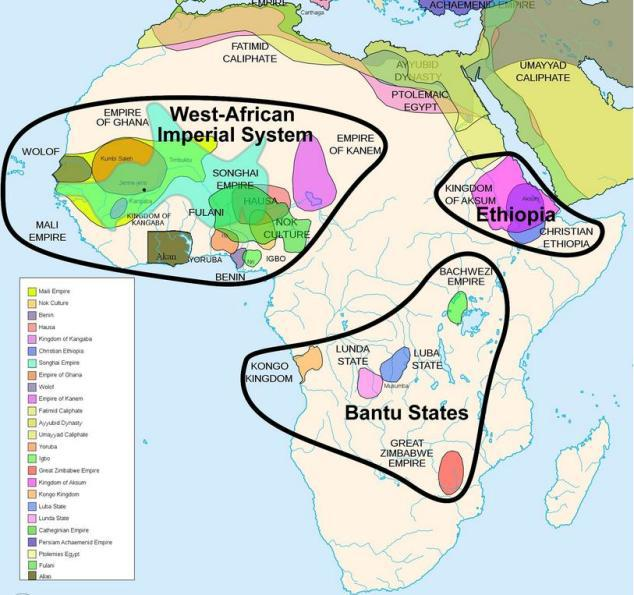 EMPIRE
ACHAEMENID EMPIRE
Carthage
FATIMID
CALIPHATE
AYYUBID
DYNASTY
UMAYYAD
CALIPHATE
PTOLEMAIC
EGYPT
EMPIRE
OF GHANA
West-African
Imperial System
WOLOF
EMPIRE
OF KANEM
Kumbi Saleh
Timbuktu
Jenne-jeno
SONGHAI
EMPIRE
KINGDOM
OF AKSUM
Aksum
Ethiopia
CHRISTIAN
ETHIOPIA
Kangaba
HAUSA
FULANI
KINGDOM OF
KANGABA
NOK
CULTURE
MALI
EMPIRE
Akan
YORUBA
IGBO
BENIN
BACHWEZI
EMPIRE
KONGO
KINGDOM
LUNDA
STATE
LUBA
STATE
Musumba
Bantu States
GREAT
ZIMBABWE
EMPIRE
Mali Empire
Nok Culture
Benin
Hausa
Kingdom of Kangaba
Christian Ethiopia
Songhai Empire
Empire of Ghana
Wolof
Empire of Kanem
Fatimid Caliphate
Ayyubid Dynasty
Umayyad Caliphate
Yoruba
Igbo
Great Zimbabwe Empire
Kingdom of Aksum
Kongo Kingdom
Luba State
Lunda State
Catheginian Empire
Persiam Achaemenid Empire
Ptolemies Egypt
Fulani